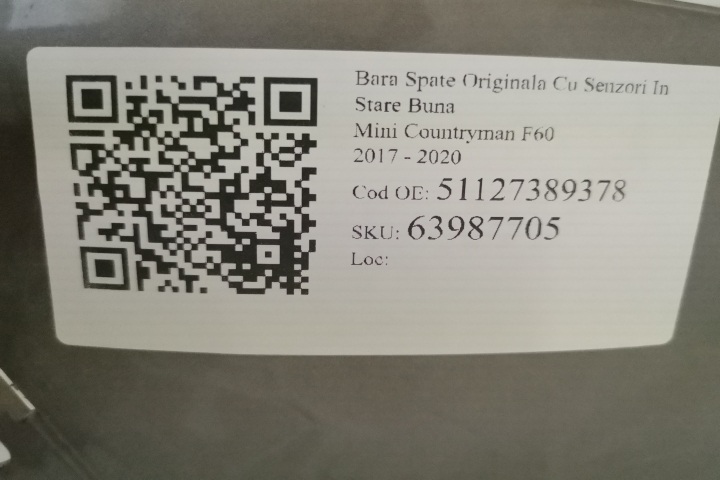 Bara Spate Originala Cu Senzori In
Stare Buna
Mini Countryman F60
2017 - 2020
Cod OE: 51127389378
SKU: 63987705
Loc: